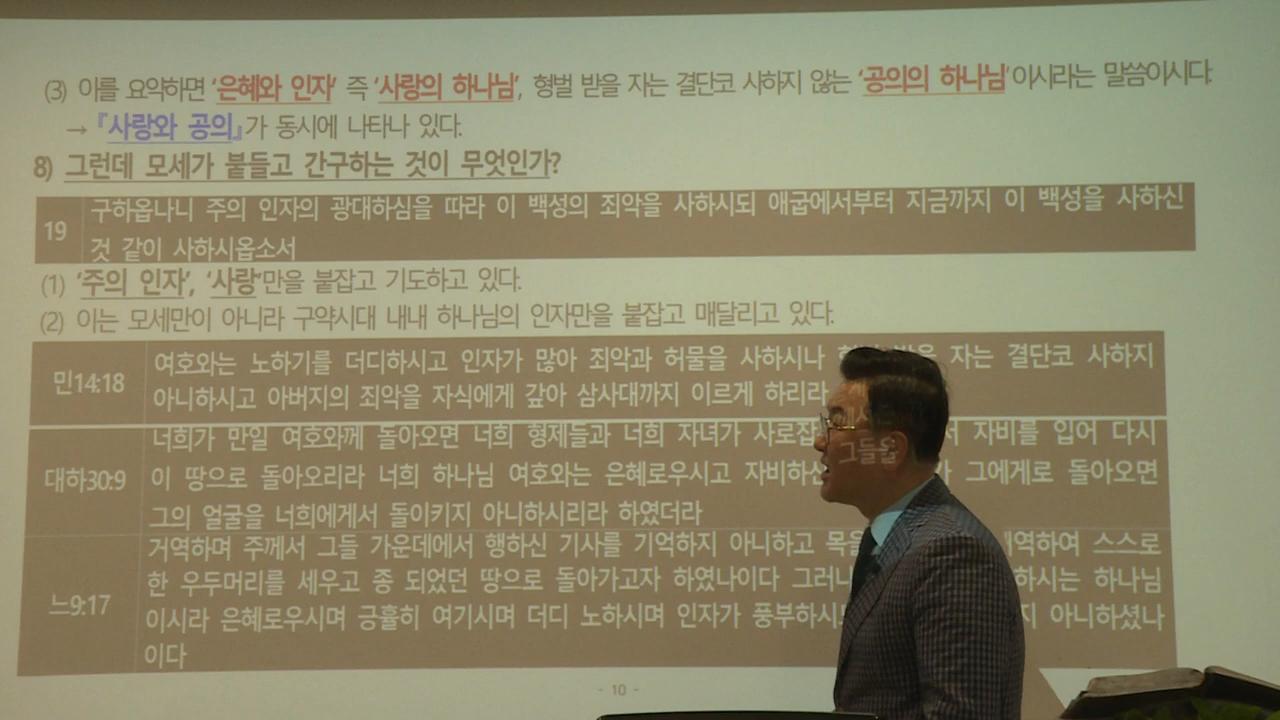 (3) 이를 요약하면 '은혜와 인자' 즉 '사랑의 하나님', 형벌 받을 자는 결단코 사하지 않는 '공의의 하나님'이시라는 말씀이시다.
→ 『사랑와 공의』가 동시에 나타나 있다.
8) 그런데 모세가 붙들고 간구하는 것이 무엇인가?
19 구하옵나니 주의 인자의 광대하심을 따라 이 백성의 죄악을 사하시되 애굽에서부터 지금까지 이 백성을 사하신
것 같이 사하시옵소서
(1) '주의 인자', '사랑'만을 붙잡고 기도하고 있다.
(2) 이는 모세만이 아니라 구약시대 내내 하나님의 인자만을 붙잡고 매달리고 있다.
민14:18 여호와는 노하기를 더디하시고 인자가 많아 죄악과 허물을 사하시나 자는 결단코 사하지
아니하시고 아버지의 죄악을 자식에게 갚아 삼사대까지 이르게 하리라
너희가 만일 여호와께 돌아오면 너희 형제들과 너희 자녀가 사로잡 자비를 입어 다시
대하30:9 이 땅으로 돌아오리라 너희 하나님 여호와는 은혜로우시고 자비하신 그에게로 돌아오면
그의 얼굴을 너희에게서 돌이키지 아니하시리라 하였더라
거역하며 주께서 그들 가운데에서 행하신 기사를 기억하지 아니하고 목을 그들을 스스로
한 우두머리를 세우고 종 되었던 땅으로 돌아가고자 하였나이다 그러나 하시는 하나님
느9:17 이시라 은혜로우시며 긍휼히 여기시며 더디 노하시며 인자가 풍부하시 아니하셨나
이다
- 10 -